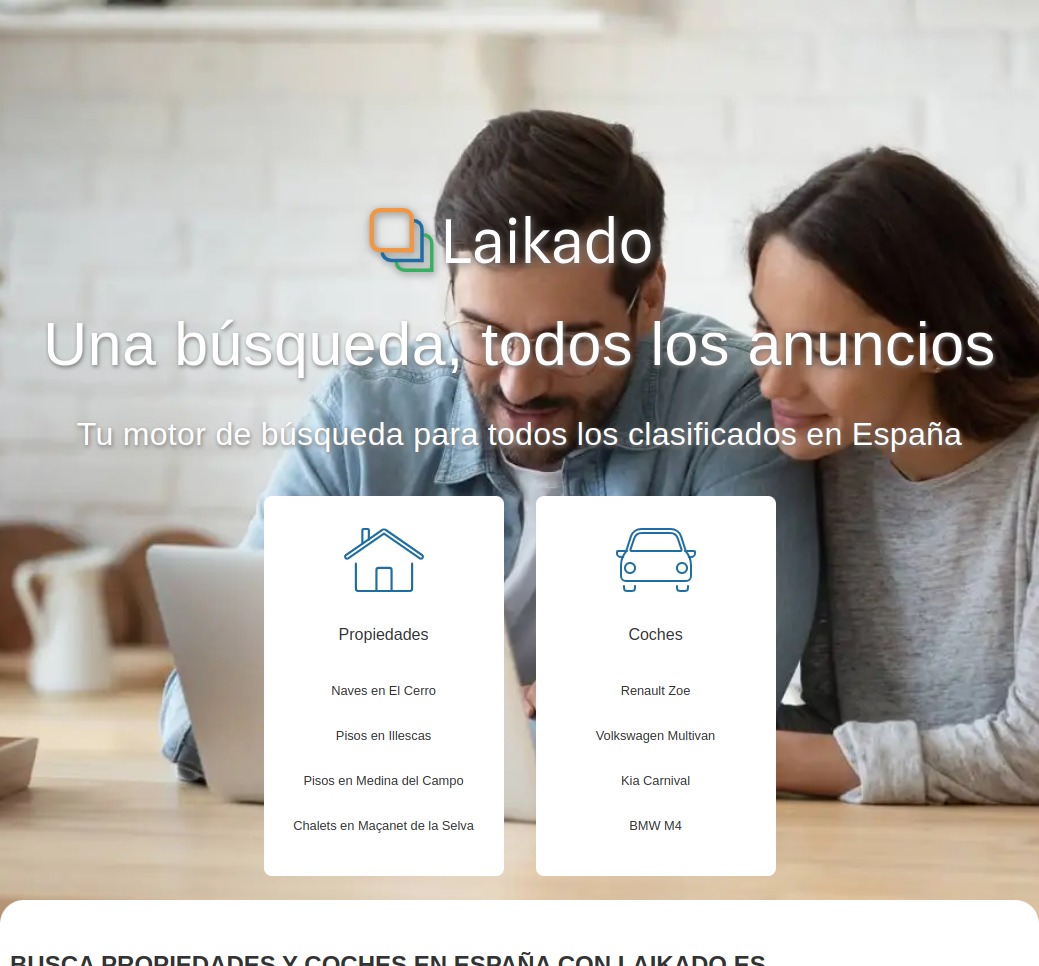 Laikado
Una búsqueda, todos los anuncios
Tu motor de búsqueda para todos los clasificados en España
Propiedades
Naves en El Cerro
Pisos en Illescas
Pisos en Medina del Campo
Chalets en Maçanet de la Selva
Coches
Renault Zoe
Volkswagen Multivan
Kia Carnival
BMW M4
BUSCA PROPIEDADES Y COCHES EN ESPAÑA CON LAIKADO.ES